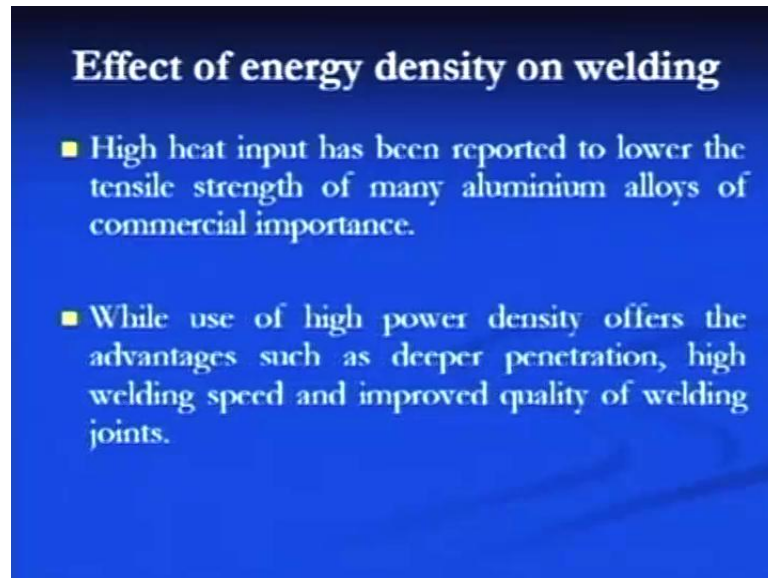 Effect of energy density on welding
High heat input has been reported to lower the
tensile strength of many aluminium alloys of
commercial importance.
While use of high power density offers the
advantages such as deeper penetration, high
welding speed and improved quality of welding
joints.